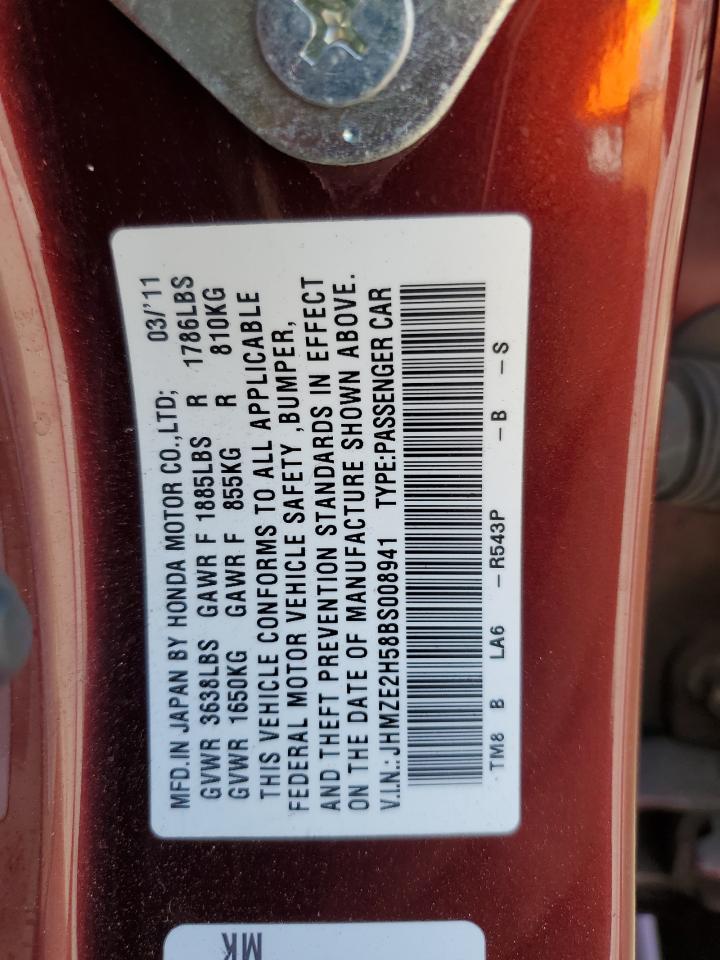 MFD.IN JAPAN BY HONDA MOTOR CO.,LTD; 03/'11
GVWR 3638LBS GAWR F 1885LBS R 1786LBS
GVWR 1650KG GAWR F 855KG R 810KG
THIS VEHICLE CONFORMS TO ALL APPLICABLE
FEDERAL MOTOR VEHICLE SAFETY ,BUMPER,
AND THEFT PREVENTION STANDARDS IN EFFECT
ON THE DATE OF MANUFACTURE SHOWN ABOVE.
V.I.N.: JHMZE2H58BS008941 TYPE:PASSENGER CAR
TM8 B LA6 –R543P –B –S
MK